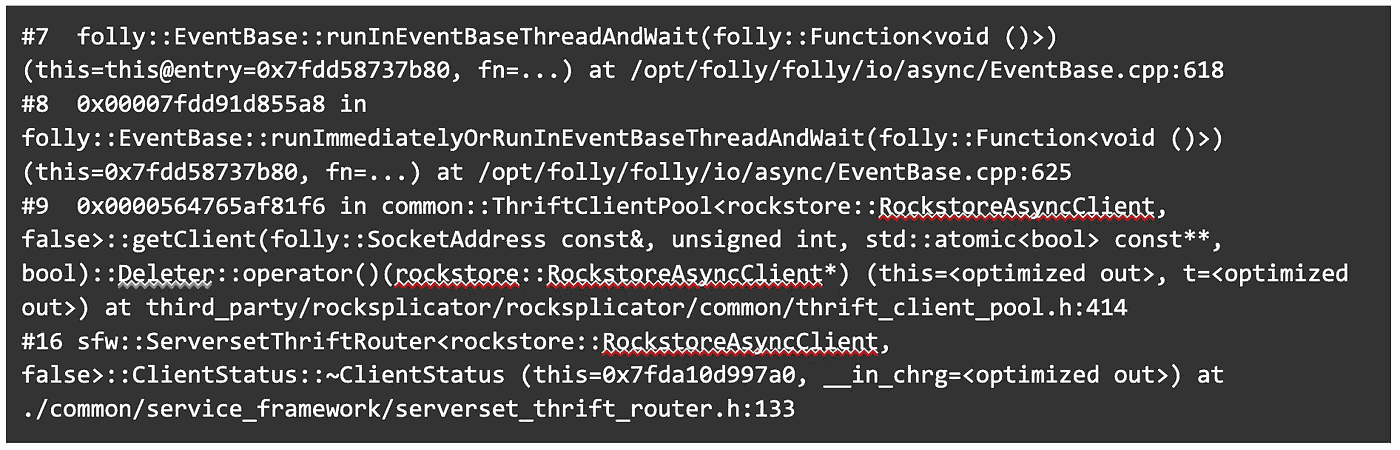 #7  folly::EventBase::runInEventBaseThreadAndWait(folly::Function<void ()>)
(this=this@entry=0x7fdd58737b80, fn=...) at /opt/folly/folly/io/async/EventBase.cpp:618
#8  0x00007fdd91d855a8 in
folly::EventBase::runImmediatelyOrRunInEventBaseThreadAndWait(folly::Function<void ()>)
(this=0x7fdd58737b80, fn=...) at /opt/folly/folly/io/async/EventBase.cpp:625
#9  0x0000564765af81f6 in common::ThriftClientPool<rockstore::RockstoreAsyncClient,
false>::getClient(folly::SocketAddress const&, unsigned int, std::atomic<bool> const**,
bool)::Deleter::operator()(rockstore::RockstoreAsyncClient*) (this=<optimized out>, t=<optimized
out>) at third_party/rocksplicator/rocksplicator/common/thrift_client_pool.h:414
#16 sfw::ServersetThriftRouter<rockstore::RockstoreAsyncClient,
false>::ClientStatus::~ClientStatus (this=0x7fda10d997a0, __in_chrg=<optimized out>) at
./common/service_framework/serverset_thrift_router.h:133